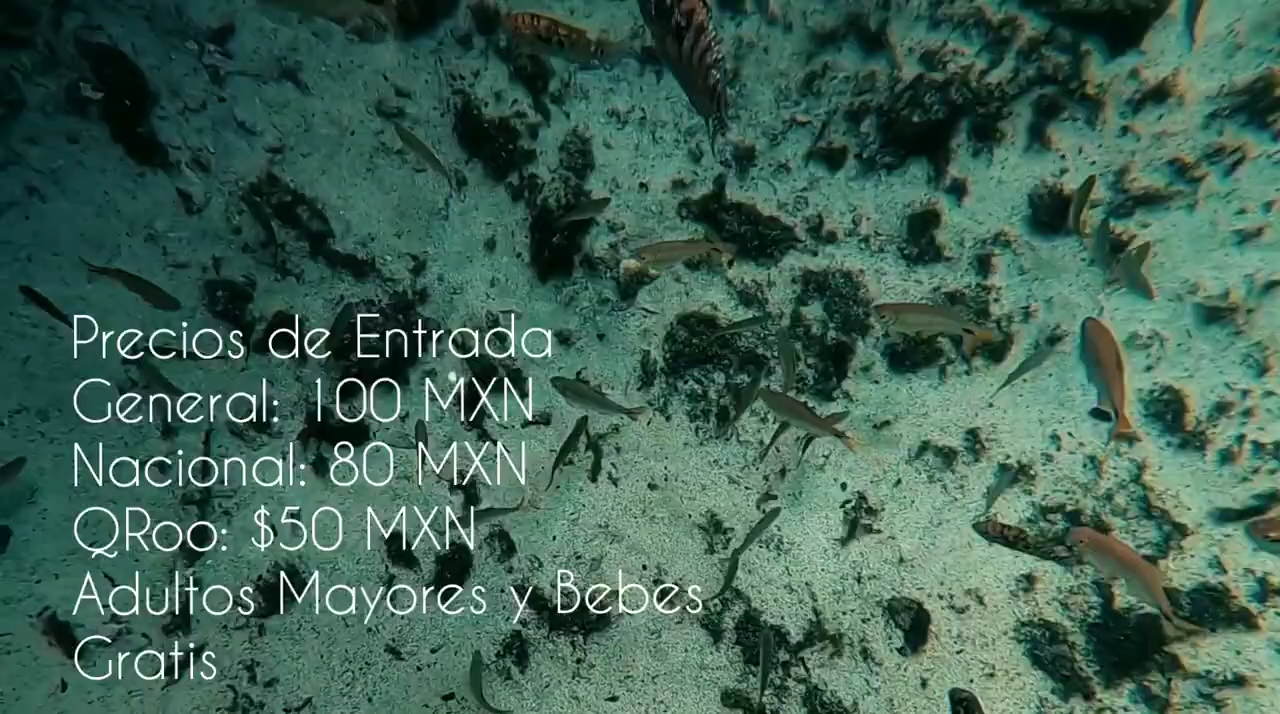 Precios de Entrada
General: 100 MXN
Nacional: 80 MXN
QRoo: $50 MXN
Adultos Mayores y Bebes
Gratis